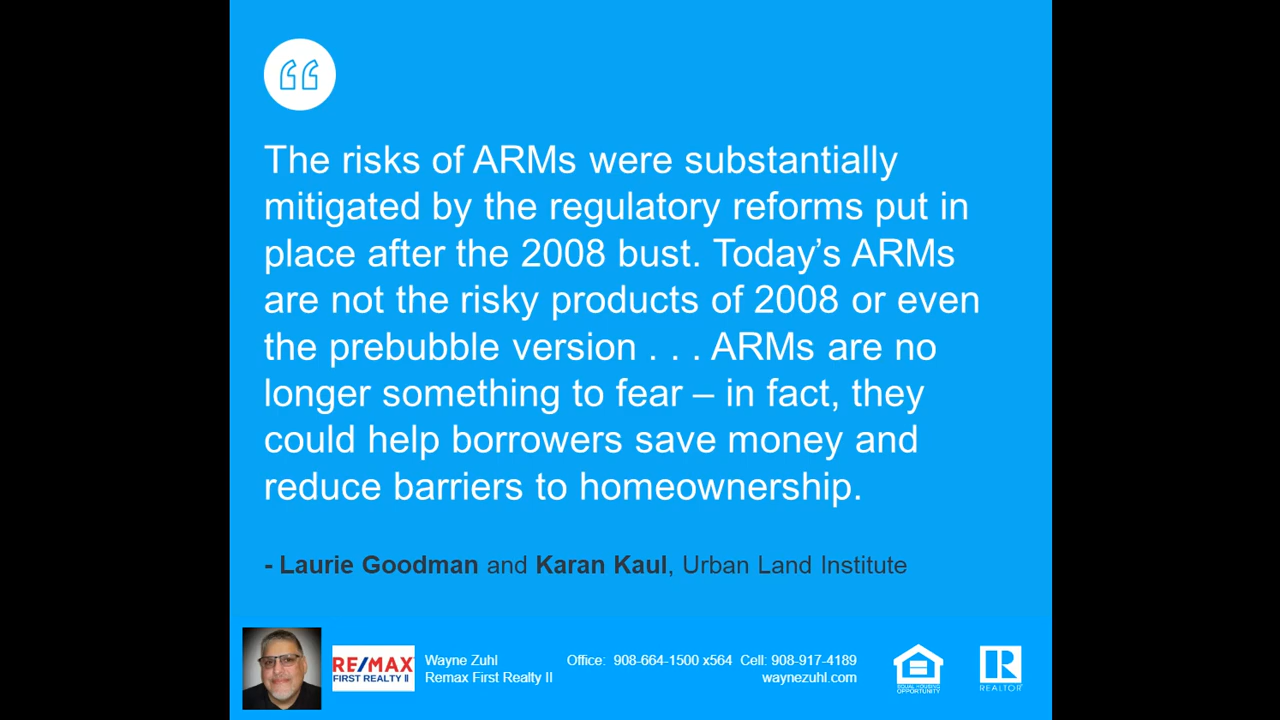 The risks of ARMs were substantially
mitigated by the regulatory reforms put in
place after the 2008 bust. Today’s ARMs
are not the risky products of 2008 or even
the prebubble version . . . ARMs are no
longer something to fear – in fact, they
could help borrowers save money and
reduce barriers to homeownership.
- Laurie Goodman and Karan Kaul, Urban Land Institute
RE/MAX
FIRST REALTY II
Wayne Zuhl
Remax First Realty II
Office: 908-664-1500 x564 Cell: 908-917-4189
waynezuhl.com
EQUAL HOUSING
OPPORTUNITY
R
REALTOR